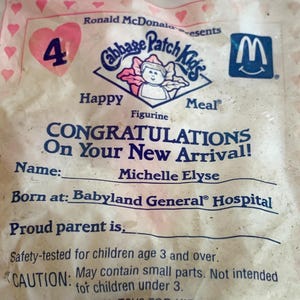 Ronald McDonald Presents
4
Cabbage Patch Kids®
M®
Happy Meal®
Figurine
CONGRATULATIONS
On Your New Arrival!
Name: Michelle Elyse
Born at: Babyland General® Hospital
Proud parent is
Safety-tested for children age 3 and over.
CAUTION: May contain small parts. Not intended
for children under 3.